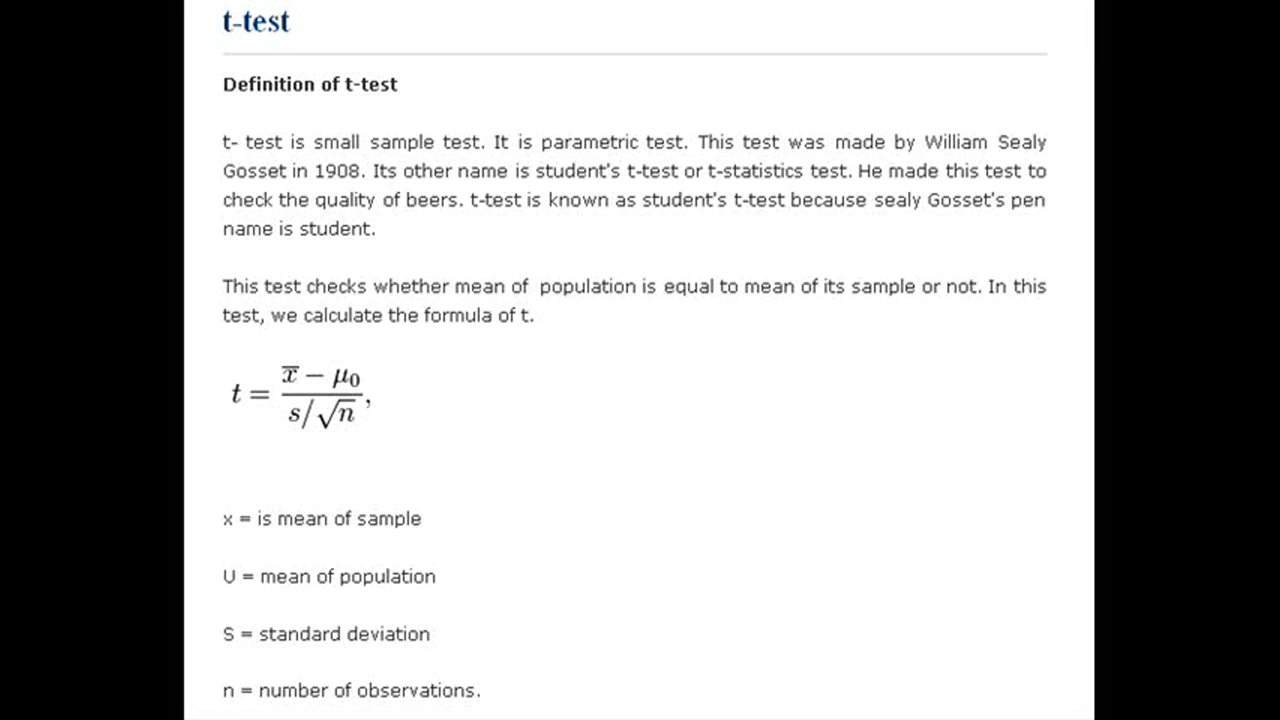 t-test
Definition of t-test
t- test is small sample test. It is parametric test. This test was made by William Sealy
Gosset in 1908. Its other name is student's t-test or t-statistics test. He made this test to
check the quality of beers. t-test is known as student's t-test because sealy Gosset's pen
name is student.
This test checks whether mean of population is equal to mean of its sample or not. In this
test, we calculate the formula of t.
t = (x̅ − μ₀) / (s/√n),
x = is mean of sample
U = mean of population
S = standard deviation
n = number of observations.